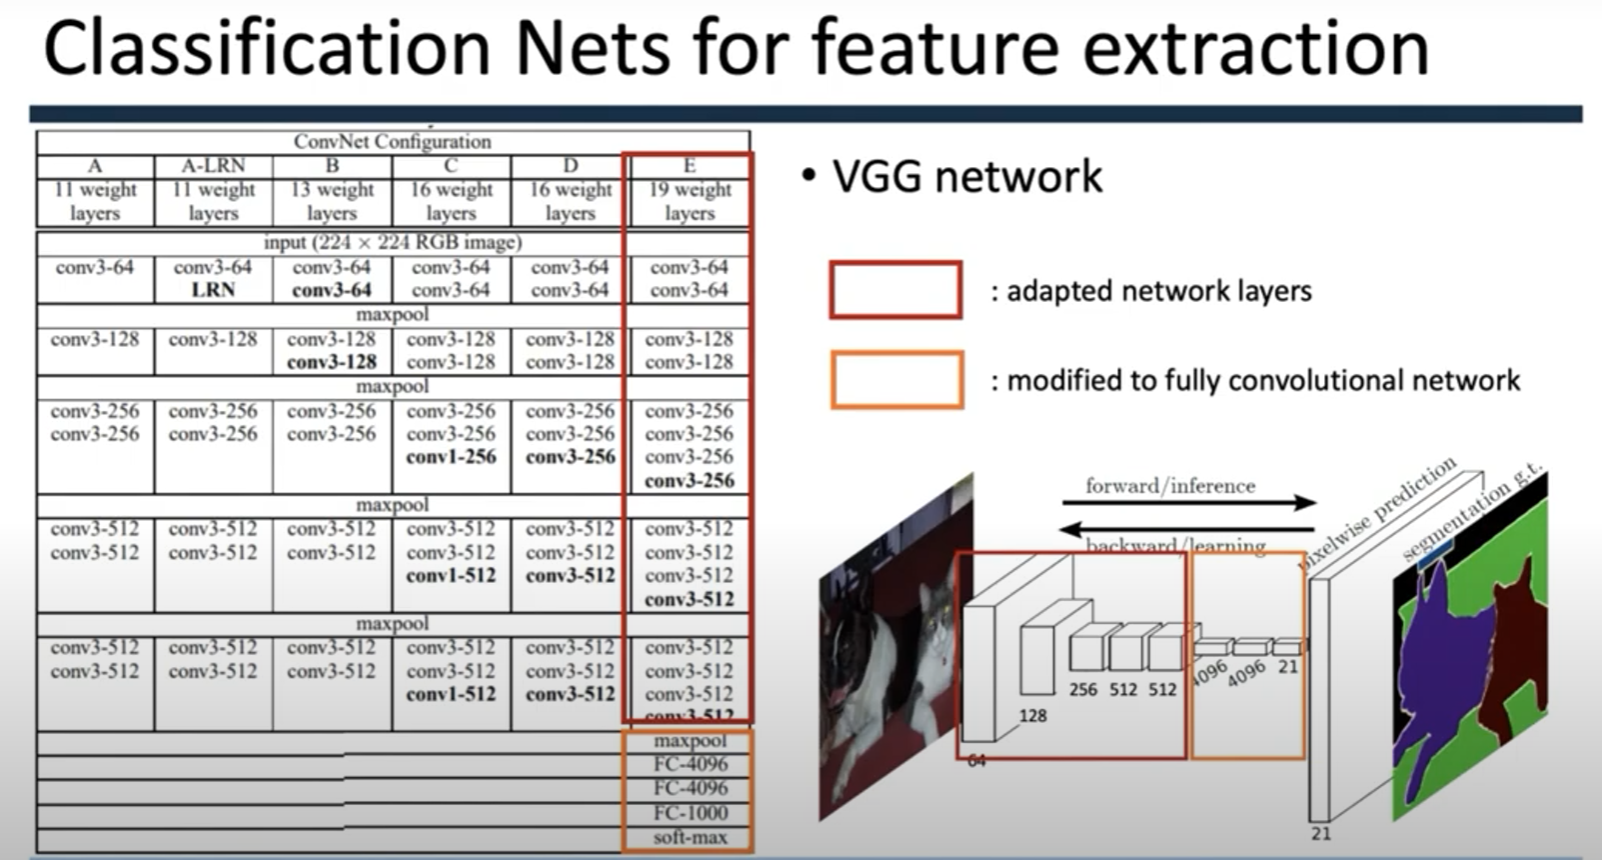 Classification Nets for feature extraction
ConvNet Configuration
A A-LRN B C D E
11 weight layers 11 weight layers 13 weight layers 16 weight layers 16 weight layers 19 weight layers
input (224 × 224 RGB image)
conv3-64 conv3-64 conv3-64 conv3-64 conv3-64 conv3-64
LRN conv3-64 conv3-64 conv3-64 conv3-64
maxpool
conv3-128 conv3-128 conv3-128 conv3-128 conv3-128 conv3-128
conv3-128 conv3-128 conv3-128 conv3-128
maxpool
conv3-256 conv3-256 conv3-256 conv3-256 conv3-256 conv3-256
conv3-256 conv3-256 conv3-256 conv3-256 conv3-256 conv3-256
conv1-256 conv3-256 conv3-256
conv3-256
maxpool
conv3-512 conv3-512 conv3-512 conv3-512 conv3-512 conv3-512
conv3-512 conv3-512 conv3-512 conv3-512 conv3-512 conv3-512
conv1-512 conv3-512 conv3-512
conv3-512
maxpool
conv3-512 conv3-512 conv3-512 conv3-512 conv3-512 conv3-512
conv3-512 conv3-512 conv3-512 conv3-512 conv3-512 conv3-512
conv1-512 conv3-512 conv3-512
conv3-512
maxpool
FC-4096
FC-4096
FC-1000
soft-max
• VGG network
: adapted network layers
: modified to fully convolutional network
forward/inference
backward/learning
pixelwise prediction
segmentation g.t.
64
128
256 512 512
4096 4096 21
21